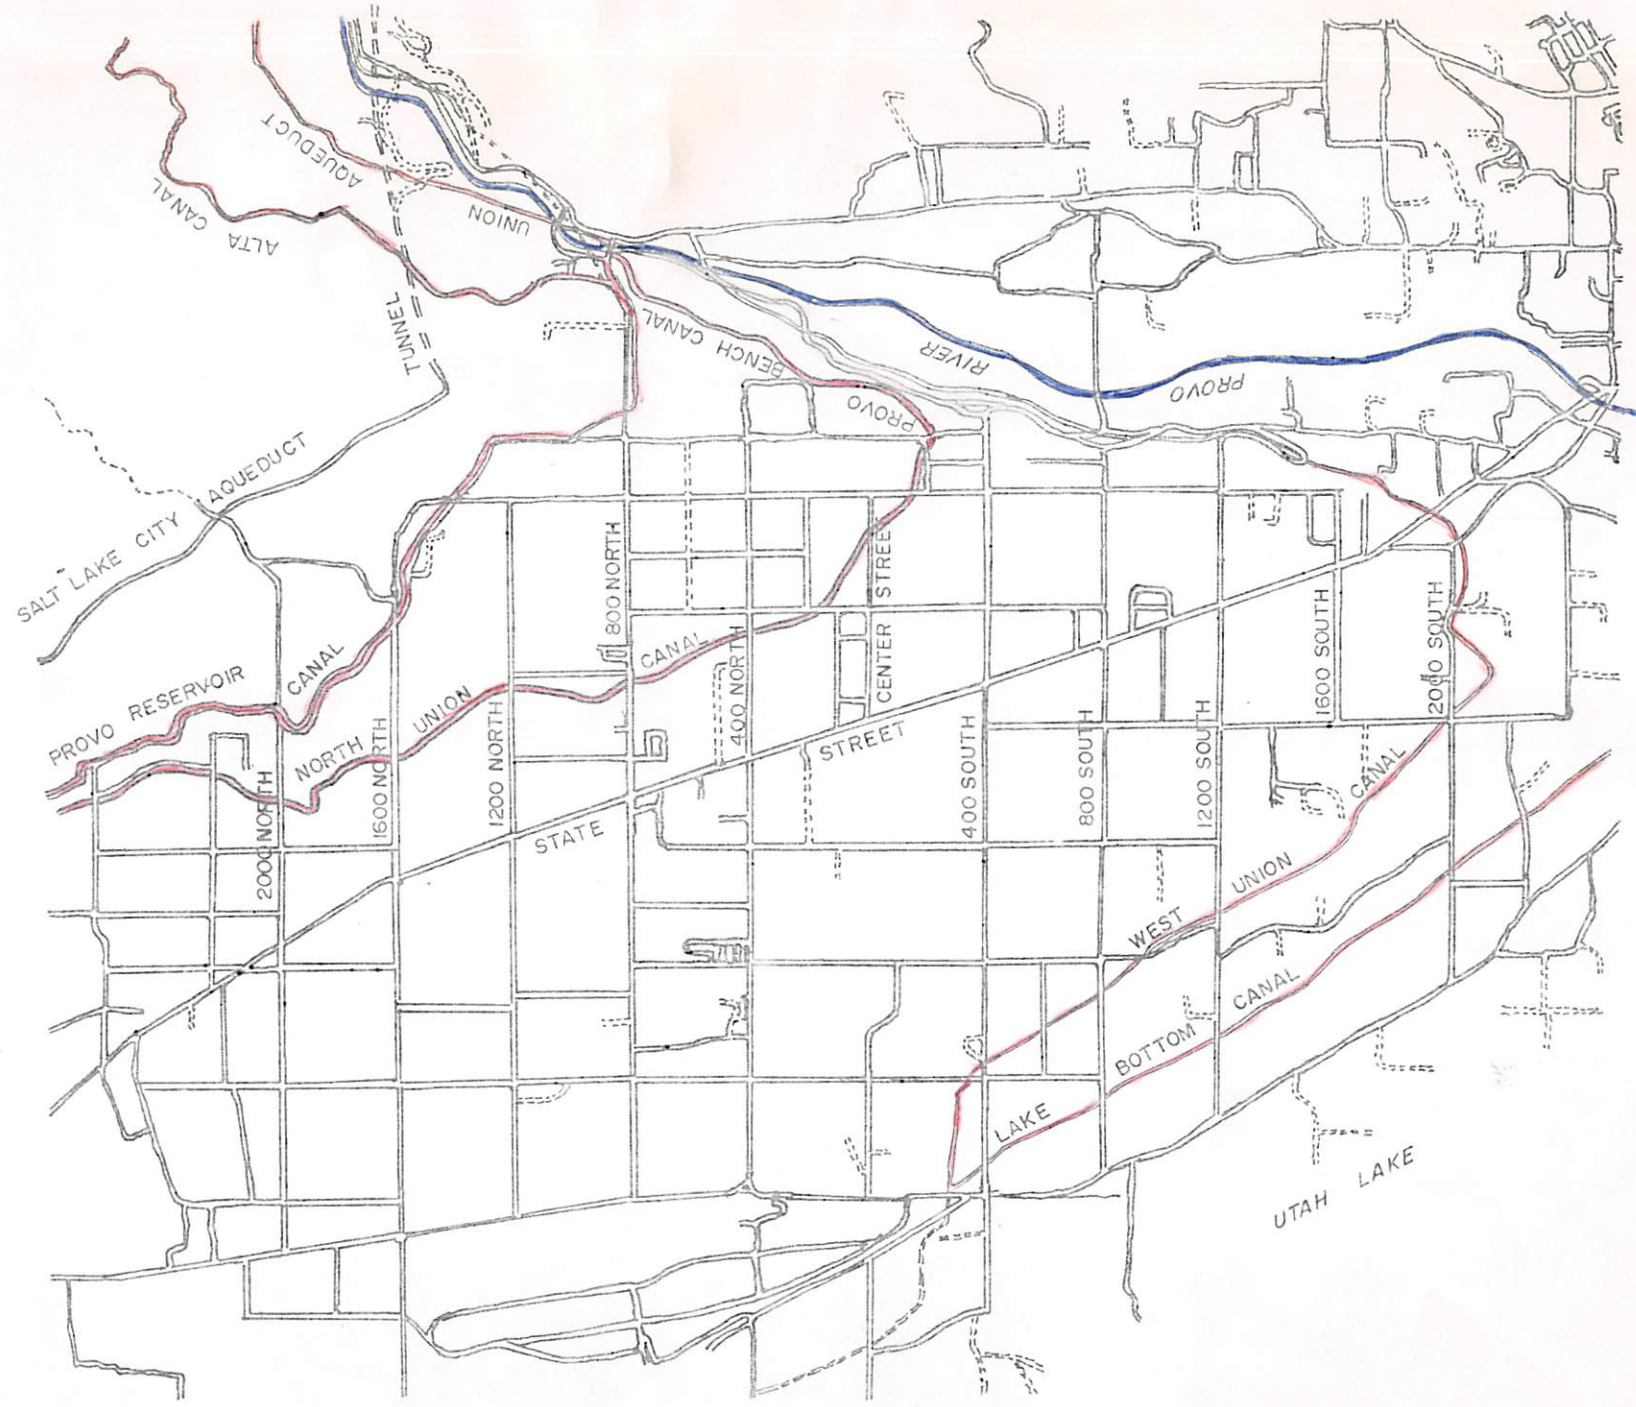 AQUEDUCT
ALTA CANAL
UNION
TUNNEL
PROVO BENCH CANAL
PROVO RIVER
SALT LAKE CITY AQUEDUCT
PROVO RESERVOIR CANAL
NORTH UNION CANAL
2000 NORTH
1600 NORTH
1200 NORTH
800 NORTH
400 NORTH
CENTER STREE
400 SOUTH
800 SOUTH
1200 SOUTH
1600 SOUTH
2000 SOUTH
STATE STREET
WEST UNION CANAL
LAKE BOTTOM CANAL
UTAH LAKE